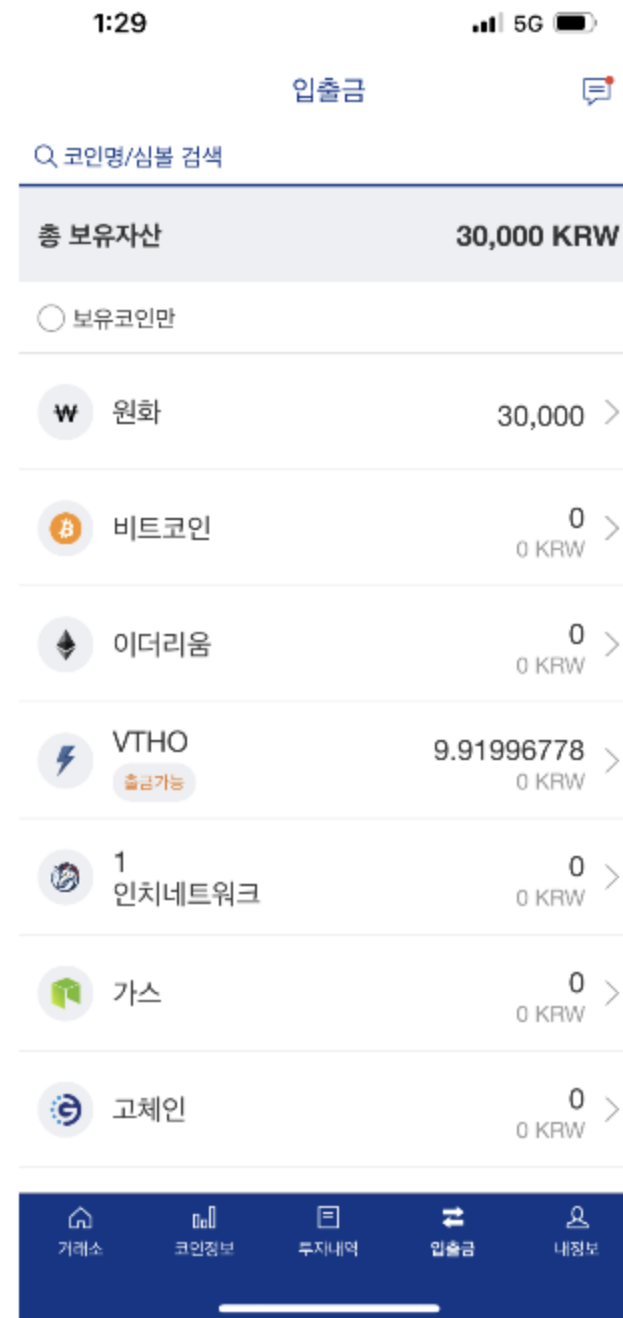 1:29 5G
입출금
코인명/심볼 검색
총 보유자산 30,000 KRW
보유코인만
₩ 원화 30,000
비트코인 0
0 KRW
이더리움 0
0 KRW
VTHO 9.91996778
출금가능 0 KRW
1
인치네트워크 0
0 KRW
가스 0
0 KRW
고체인 0
0 KRW
거래소 코인정보 투자내역 입출금 내정보